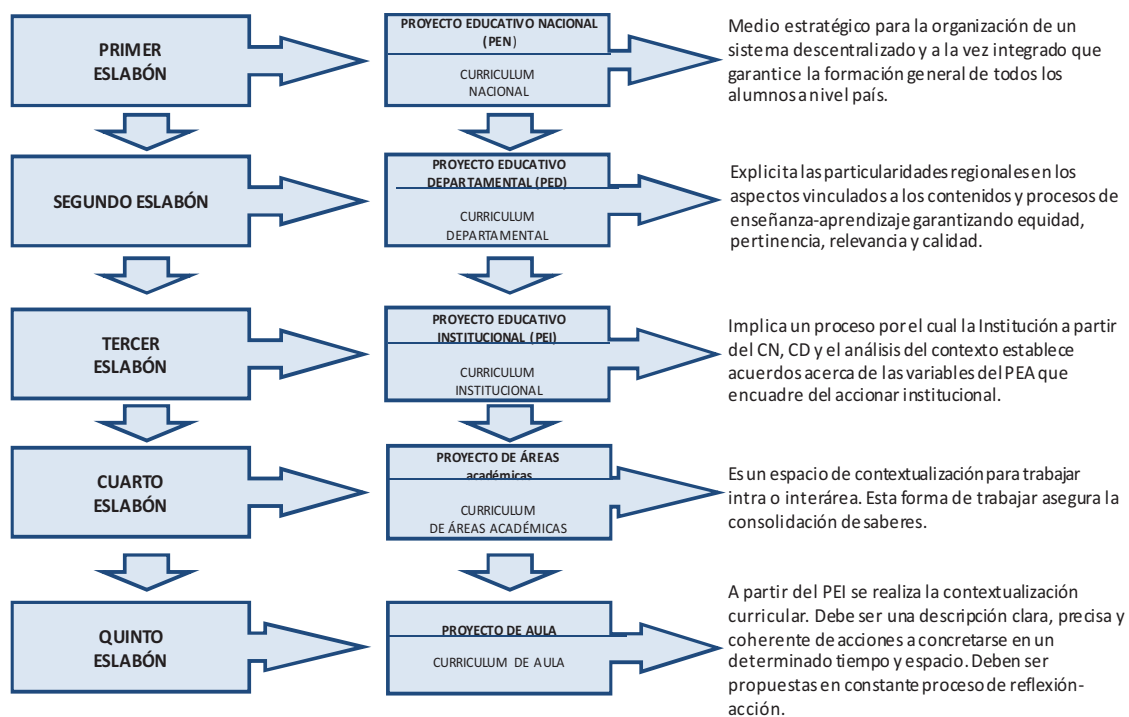 PRIMER
ESLABÓN
PROYECTO EDUCATIVO NACIONAL
(PEN)
CURRICULUM
NACIONAL
Medio estratégico para la organización de un
sistema descentralizado y a la vez integrado que
garantice la formación general de todos los
alumnos a nivel país.
SEGUNDO ESLABÓN
PROYECTO EDUCATIVO
DEPARTAMENTAL (PED)
CURRICULUM
DEPARTAMENTAL
Explicita las particularidades regionales en los
aspectos vinculados a los contenidos y procesos de
enseñanza-aprendizaje garantizando equidad,
pertinencia, relevancia y calidad.
TERCER
ESLABÓN
PROYECTO EDUCATIVO
INSTITUCIONAL (PEI)
CURRICULUM
INSTITUCIONAL
Implica un proceso por el cual la Institución a partir
del CN, CD y el análisis del contexto establece
acuerdos acerca de las variables del PEA que
encuadre del accionar institucional.
CUARTO
ESLABÓN
PROYECTO DE ÁREAS
académicas
CURRICULUM
DE ÁREAS ACADÉMICAS
Es un espacio de contextualización para trabajar
intra o interárea. Esta forma de trabajar asegura la
consolidación de saberes.
QUINTO
ESLABÓN
PROYECTO DE AULA
CURRICULUM DE AULA
A partir del PEI se realiza la contextualización
curricular. Debe ser una descripción clara, precisa y
coherente de acciones a concretarse en un
determinado tiempo y espacio. Deben ser
propuestas en constante proceso de reflexión-
acción.